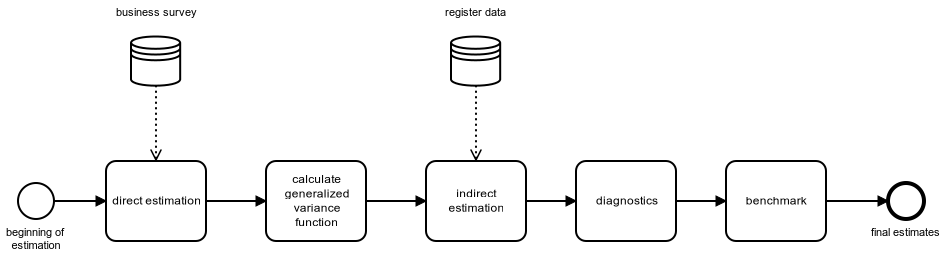 business survey
register data
direct estimation
calculate
generalized
variance
function
indirect
estimation
diagnostics
benchmark
beginning of
estimation
final estimates